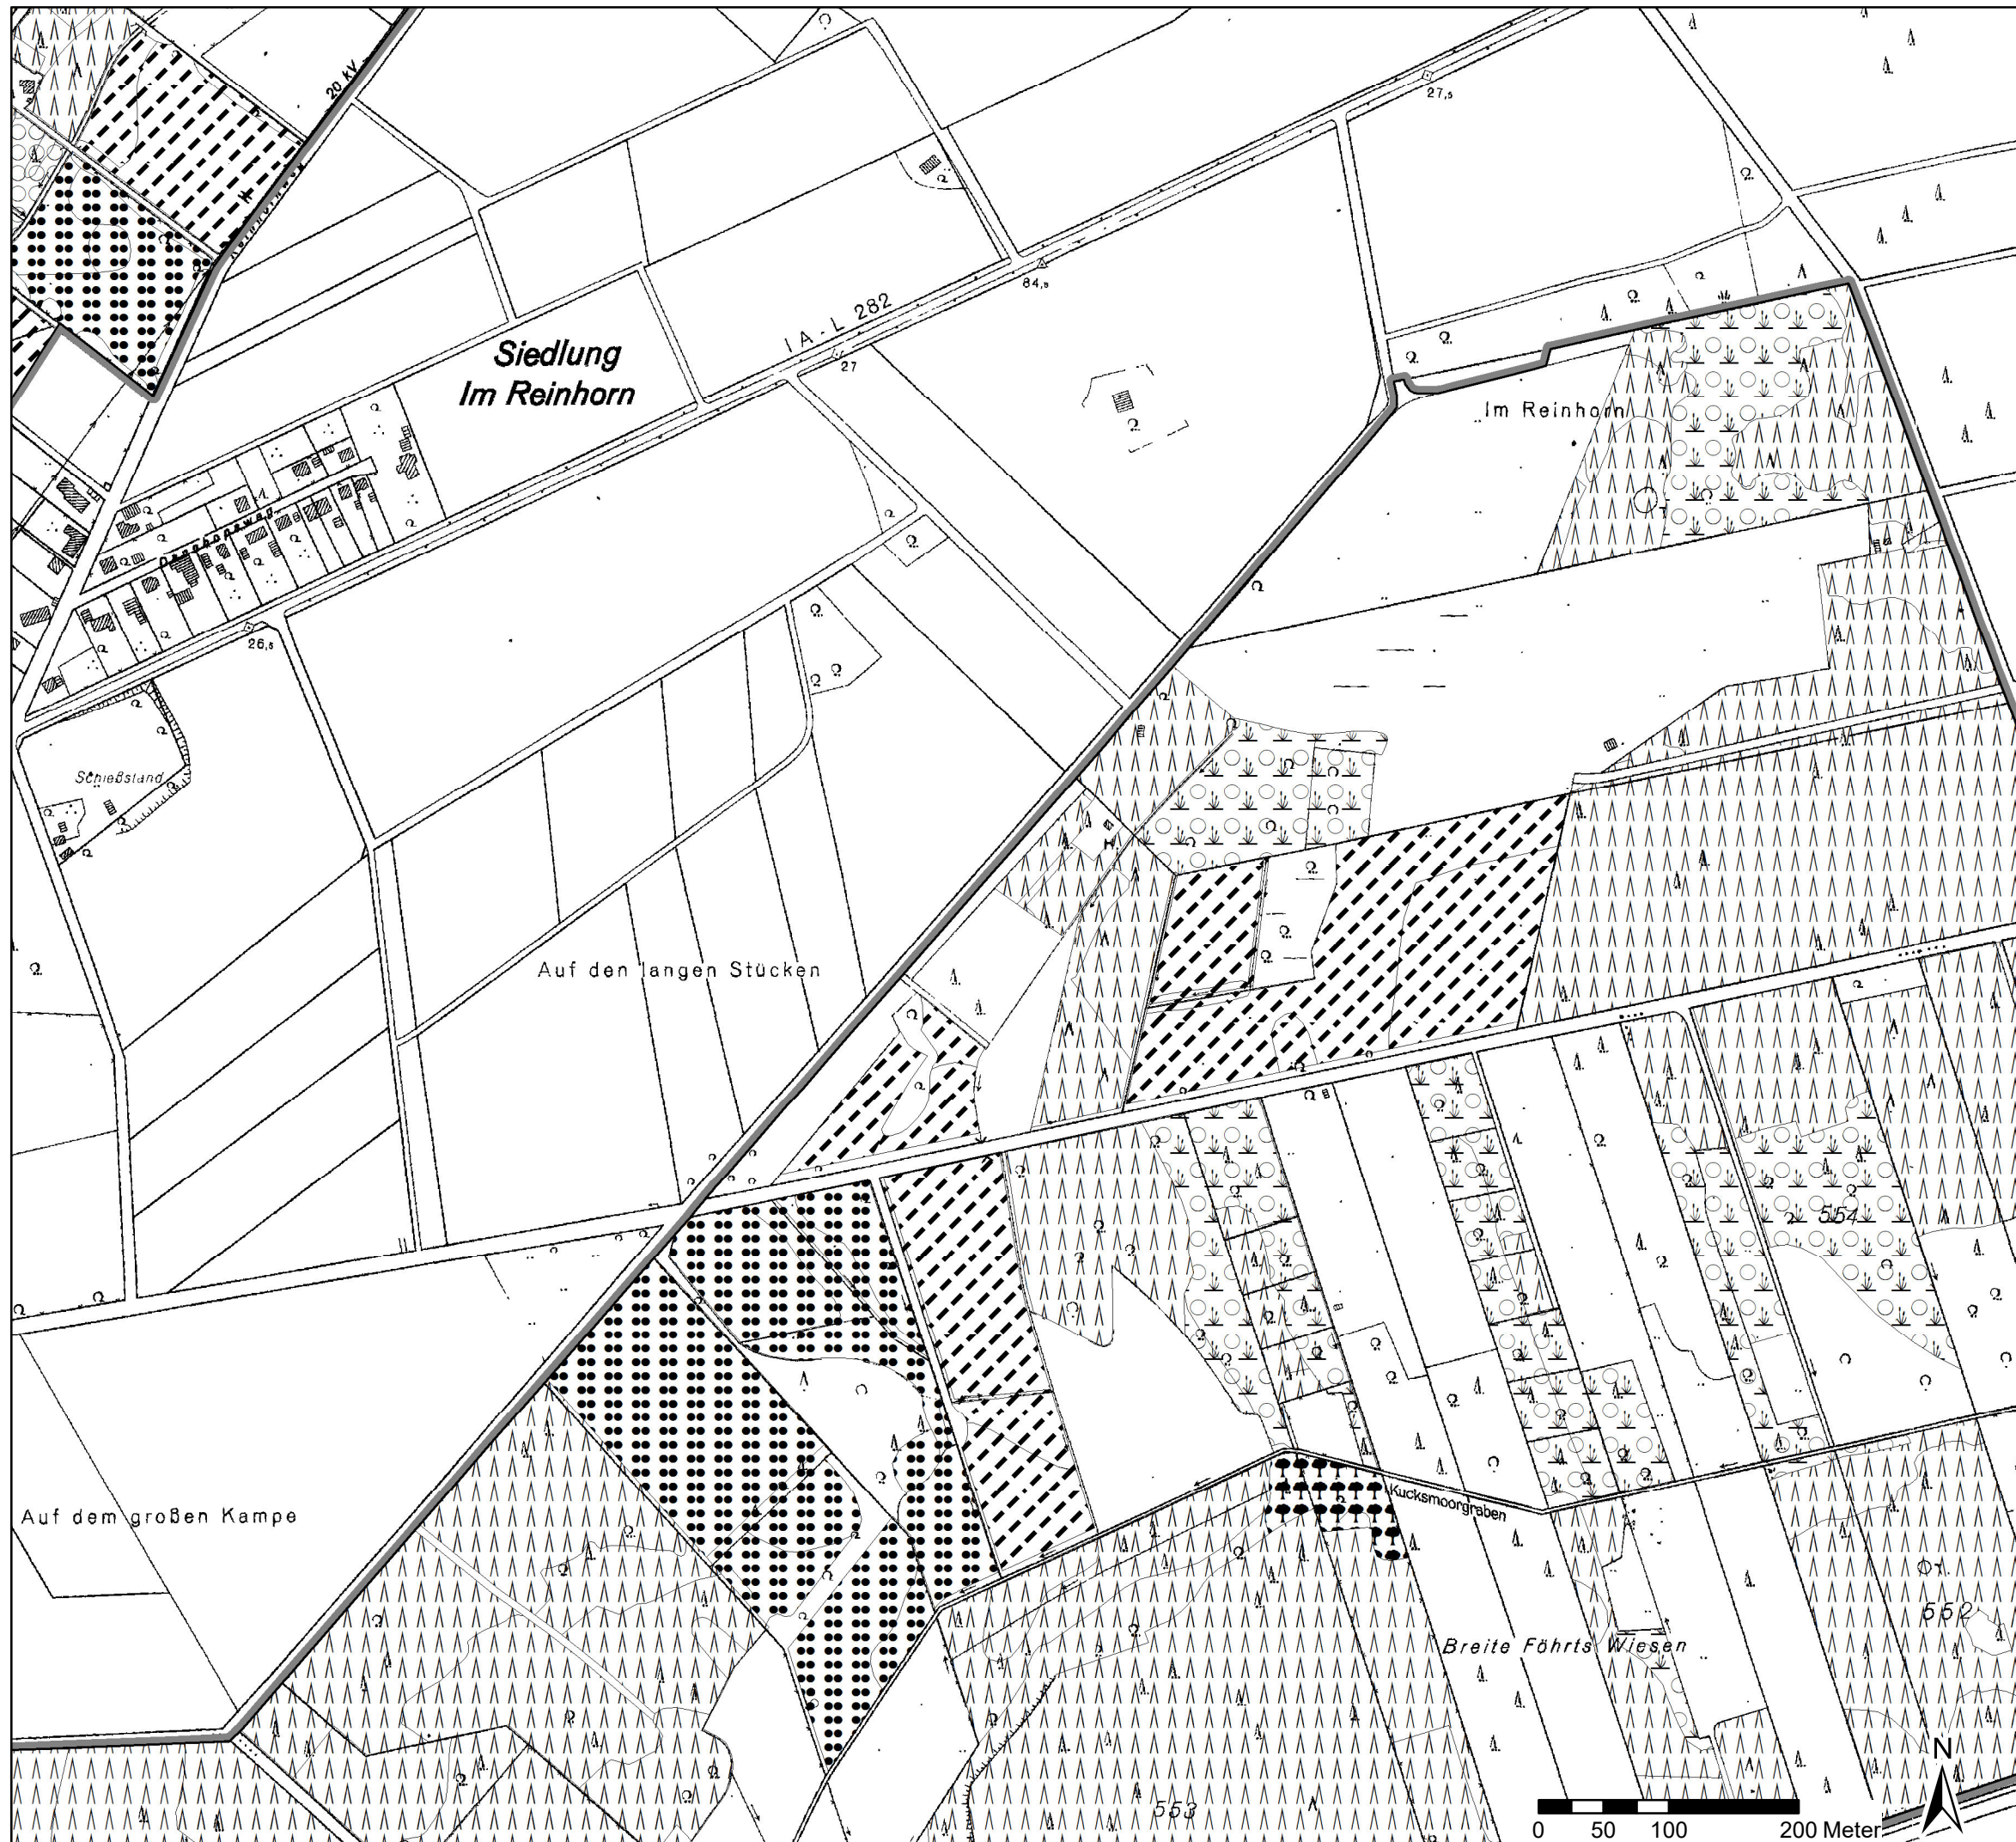 20 KV
27,5
84,9
I A - L 282
27
Siedlung
Im Reinhorn
Im Reinhorn
26,5
Schießstand
Auf den langen Stücken
554
Kucksmoorgraben
Auf dem großen Kampe
552
Breite Föhrts Wiesen
553
N
0 50 100 200 Meter